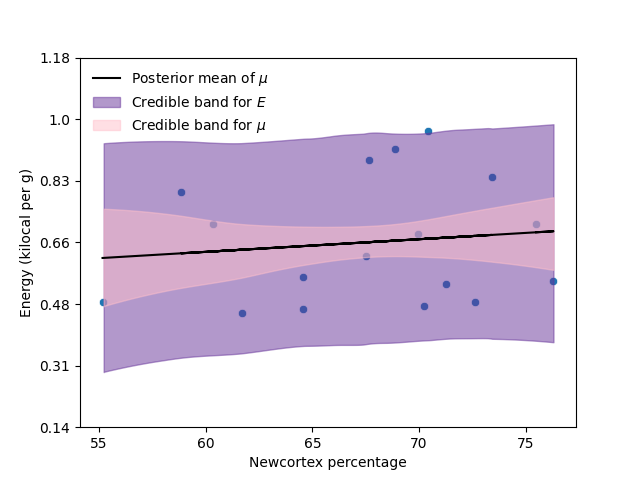 1.18
1.0
0.83
0.66
0.48
0.31
0.14
Energy (kilocal per g)
Posterior mean of μ
Credible band for E
Credible band for μ
55
60
65
70
75
Newcortex percentage